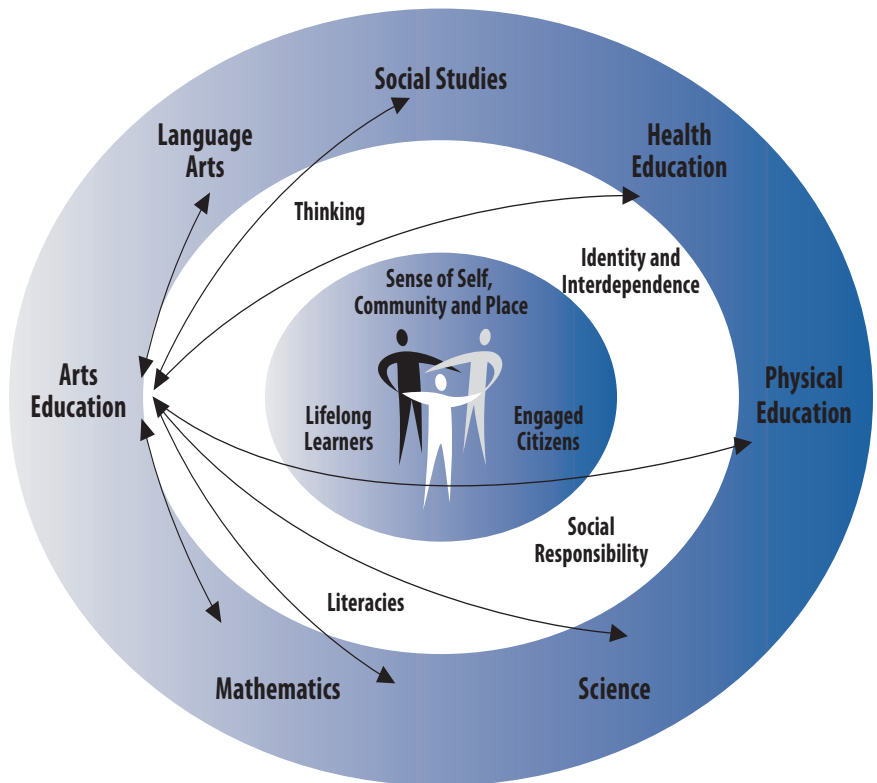 Social Studies
Language
Arts
Health
Education
Thinking
Identity and
Interdependence
Sense of Self,
Community and Place
Arts
Education
Physical
Education
Lifelong
Learners
Engaged
Citizens
Social
Responsibility
Literacies
Mathematics
Science